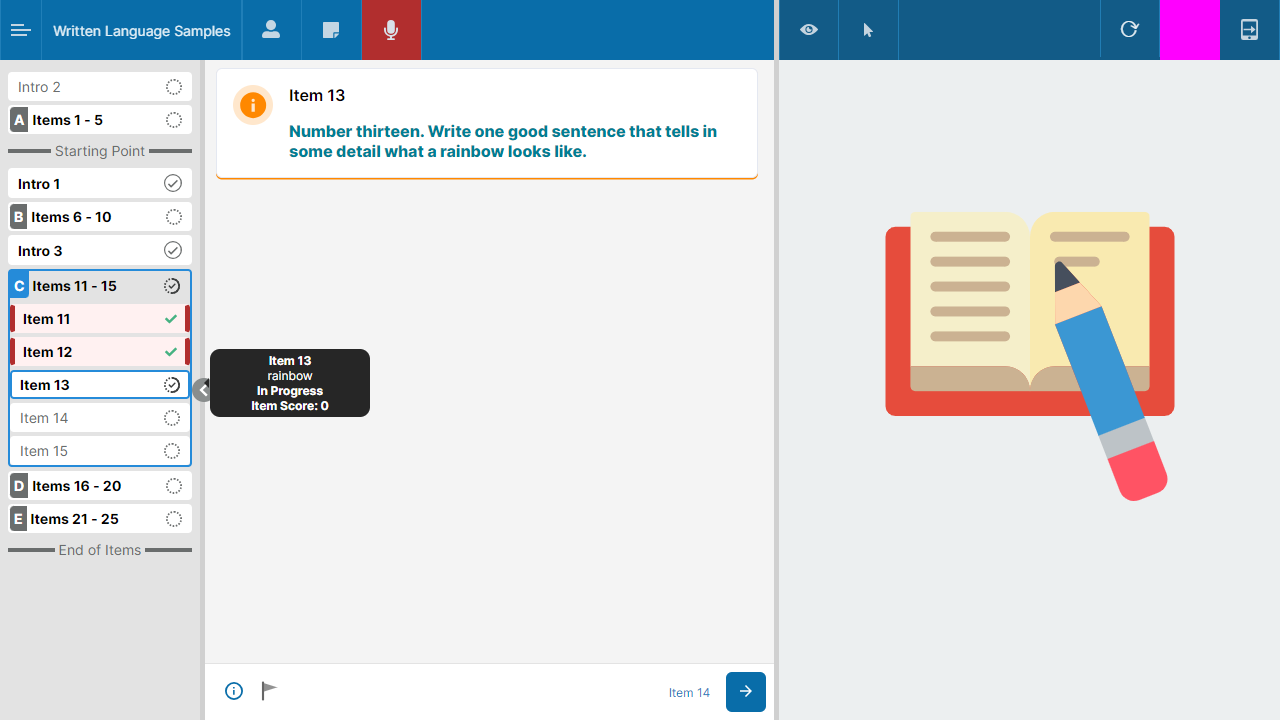 Written Language Samples
Intro 2
A Items 1 - 5
Starting Point
Intro 1
B Items 6 - 10
Intro 3
C Items 11 - 15
Item 11
Item 12
Item 13
Item 14
Item 15
D Items 16 - 20
E Items 21 - 25
End of Items
Item 13
Number thirteen. Write one good sentence that tells in
some detail what a rainbow looks like.
Item 13
rainbow
In Progress
Item Score: 0
Item 14